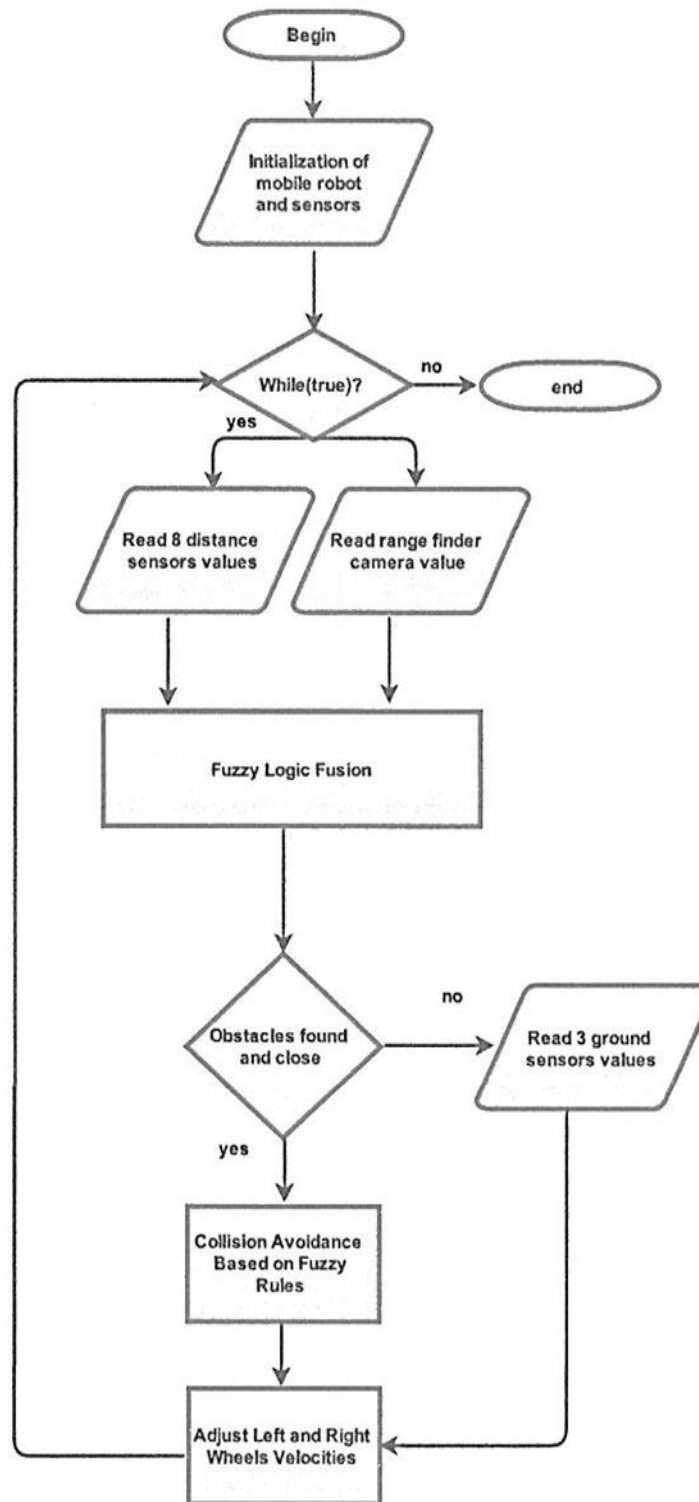 Begin
Initialization of
mobile robot
and sensors
While(true)?
no
end
yes
Read 8 distance
sensors values
Read range finder
camera value
Fuzzy Logic Fusion
no
Obstacles found
and close
Read 3 ground
sensors values
yes
Collision Avoidance
Based on Fuzzy
Rules
Adjust Left and Right
Wheels Velocities